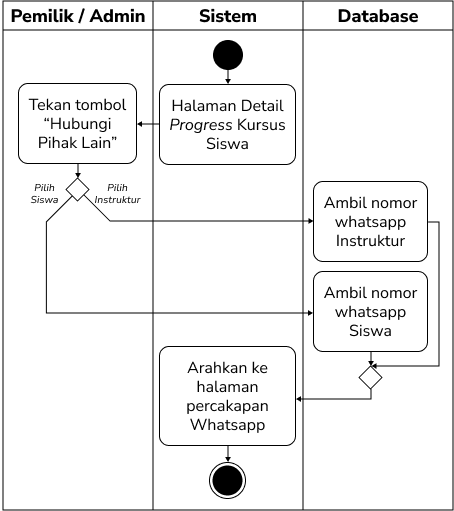 Pemilik / Admin
Sistem
Database
Tekan tombol
“Hubungi
Pihak Lain”
Halaman Detail
Progress Kursus
Siswa
Pilih
Siswa
Pilih
Instruktur
Ambil nomor
whatsapp
Instruktur
Ambil nomor
whatsapp
Siswa
Arahkan ke
halaman
percakapan
Whatsapp